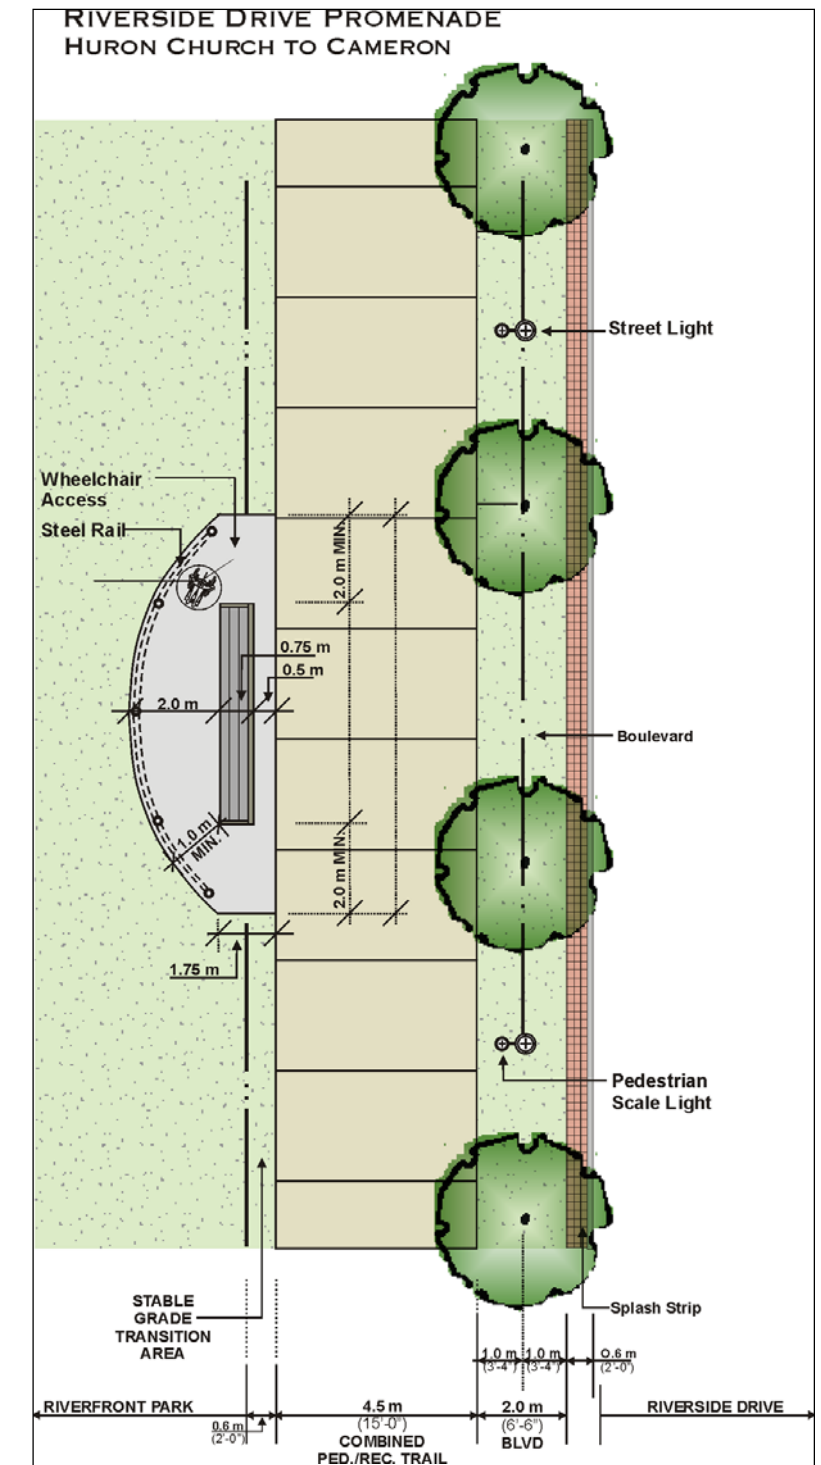 RIVERSIDE DRIVE PROMENADE
HURON CHURCH TO CAMERON
Street Light
Wheelchair
Access
Steel Rail
2.0 m MIN.
0.75 m
0.5 m
2.0 m
Boulevard
1.0 m
MIN.
2.0 m MIN.
1.75 m
Pedestrian
Scale Light
STABLE
GRADE
TRANSITION
AREA
Splash Strip
1.0 m 1.0 m 0.6 m
(3'-4") (3'-4") (2'-0")
RIVERFRONT PARK 4.5 m 2.0 m RIVERSIDE DRIVE
0.6 m (15'-0") (6'-6")
(2'-0") COMBINED BLVD
PED./REC. TRAIL